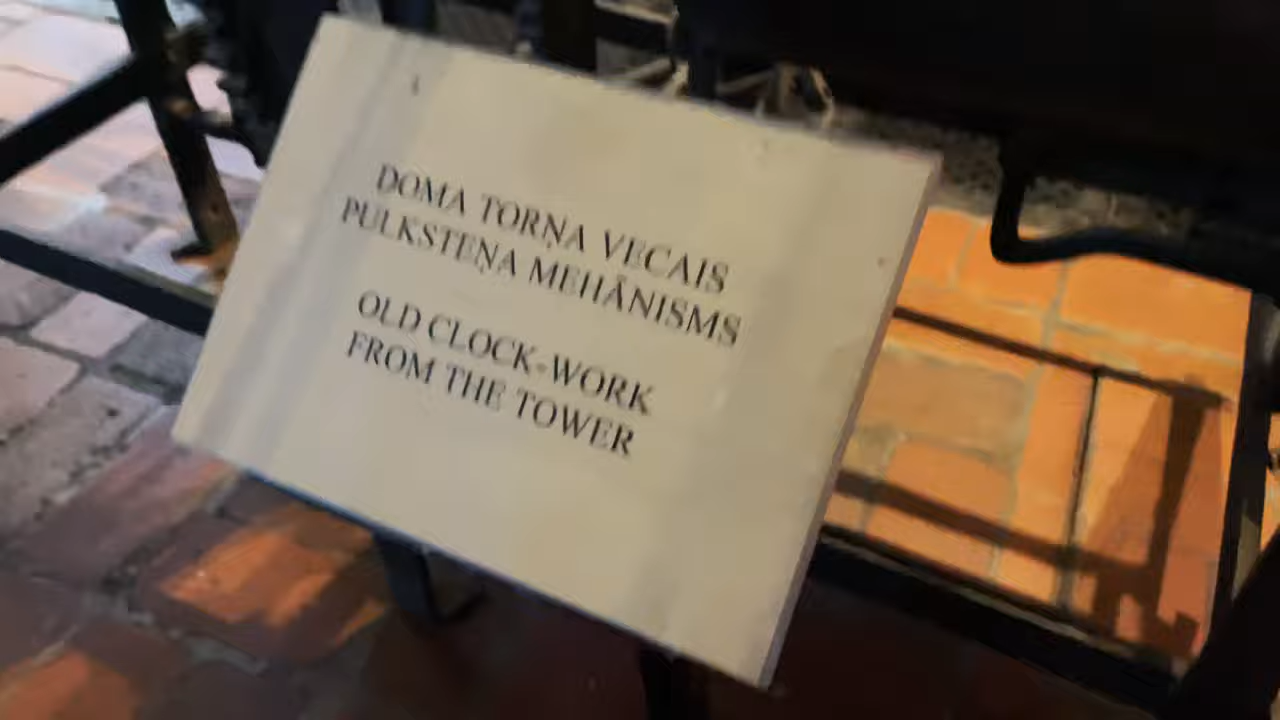 DOMA TORŅA VECAIS
PULKSTEŅA MEHĀNISMS
OLD CLOCK-WORK
FROM THE TOWER